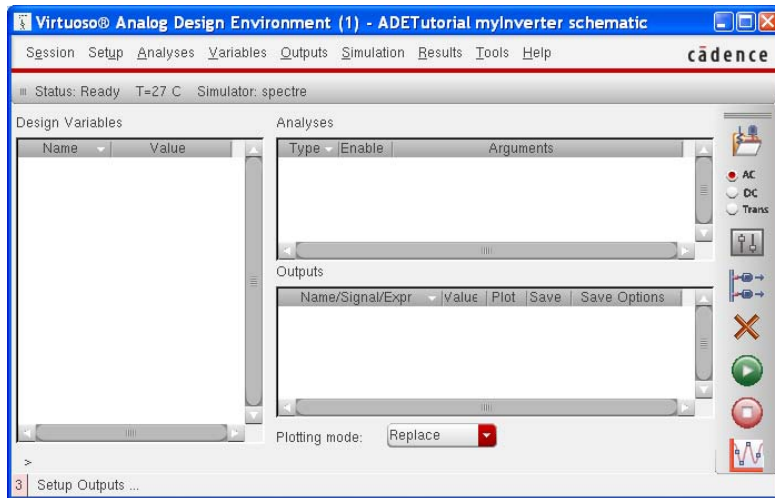 Virtuoso® Analog Design Environment (1) - ADETutorial myInverter schematic
Session Setup Analyses Variables Outputs Simulation Results Tools Help
cādence
Status: Ready T=27 C Simulator: spectre
Design Variables
Name Value
Analyses
Type Enable Arguments
AC
DC
Trans
Outputs
Name/Signal/Expr Value Plot Save Save Options
Plotting mode: Replace
>
3 Setup Outputs ...